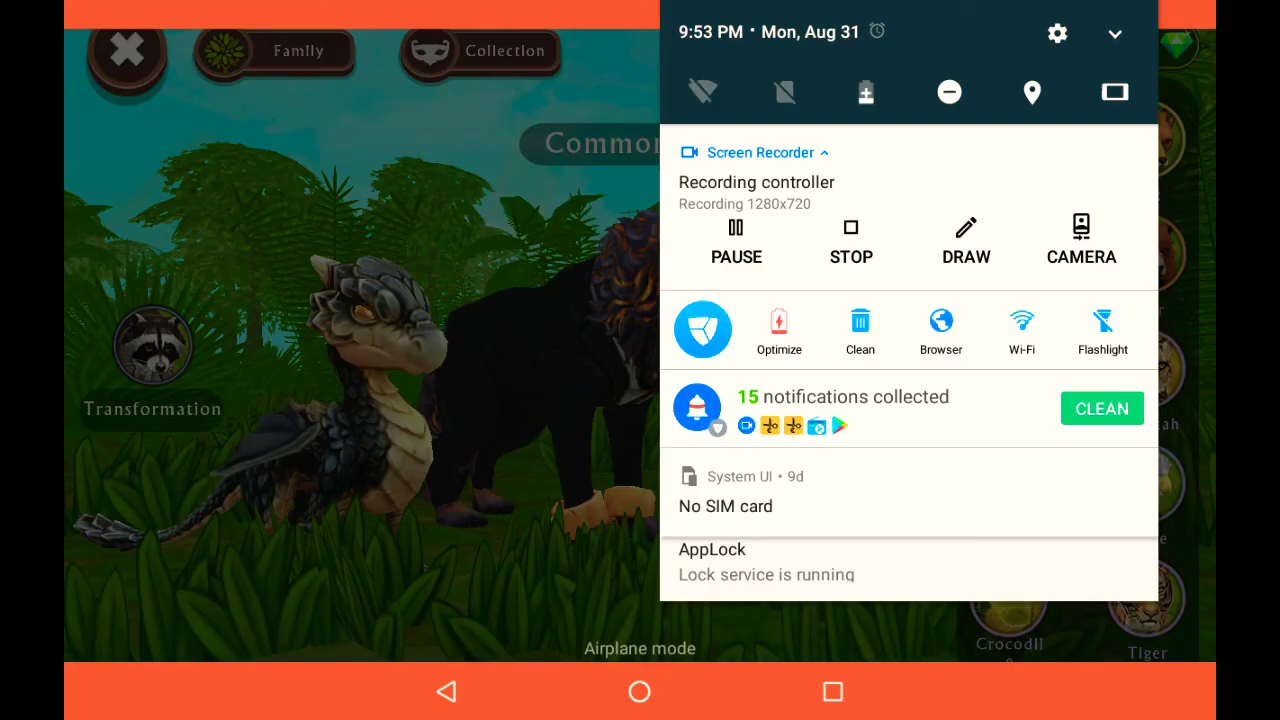 Family
Collection
Common
Transformation
9:53 PM • Mon, Aug 31
Screen Recorder
Recording controller
Recording 1280x720
PAUSE
STOP
DRAW
CAMERA
Optimize
Clean
Browser
Wi-Fi
Flashlight
15 notifications collected
CLEAN
System UI • 9d
No SIM card
AppLock
Lock service is running
ah
e
Crocodil
Tiger
Airplane mode